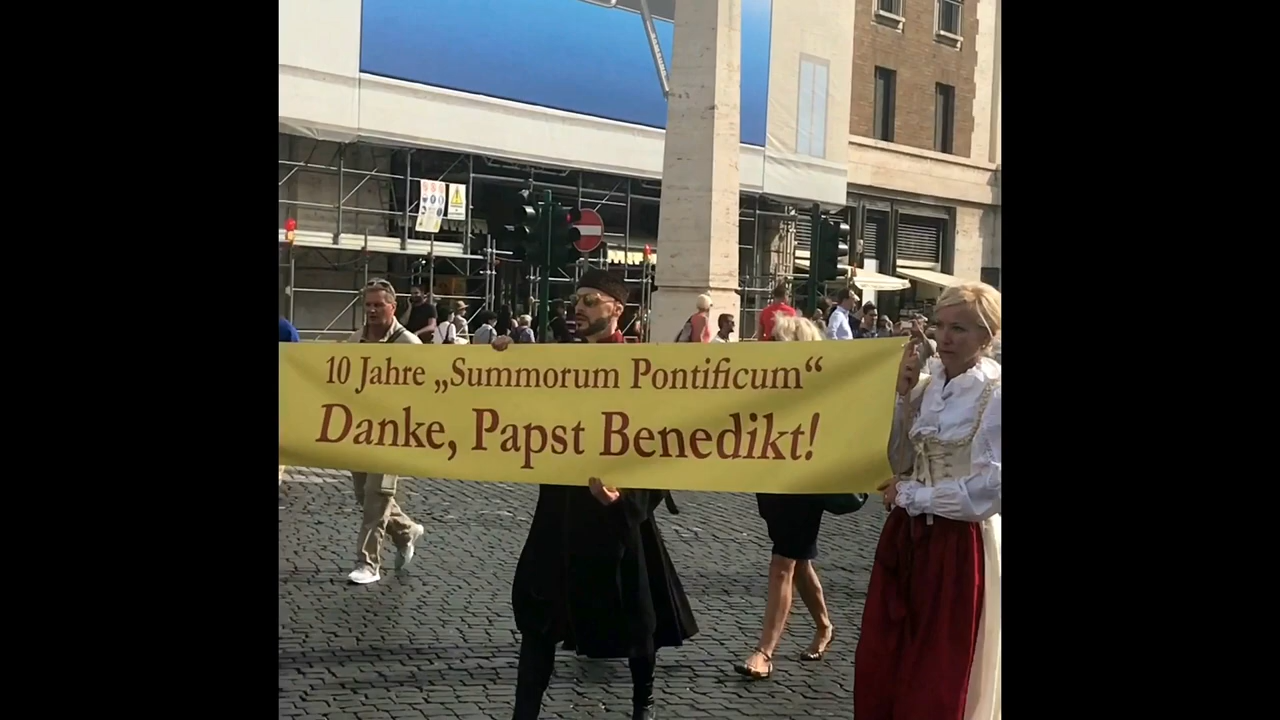 10 Jahre „Summorum Pontificum“
Danke, Papst Benedikt!